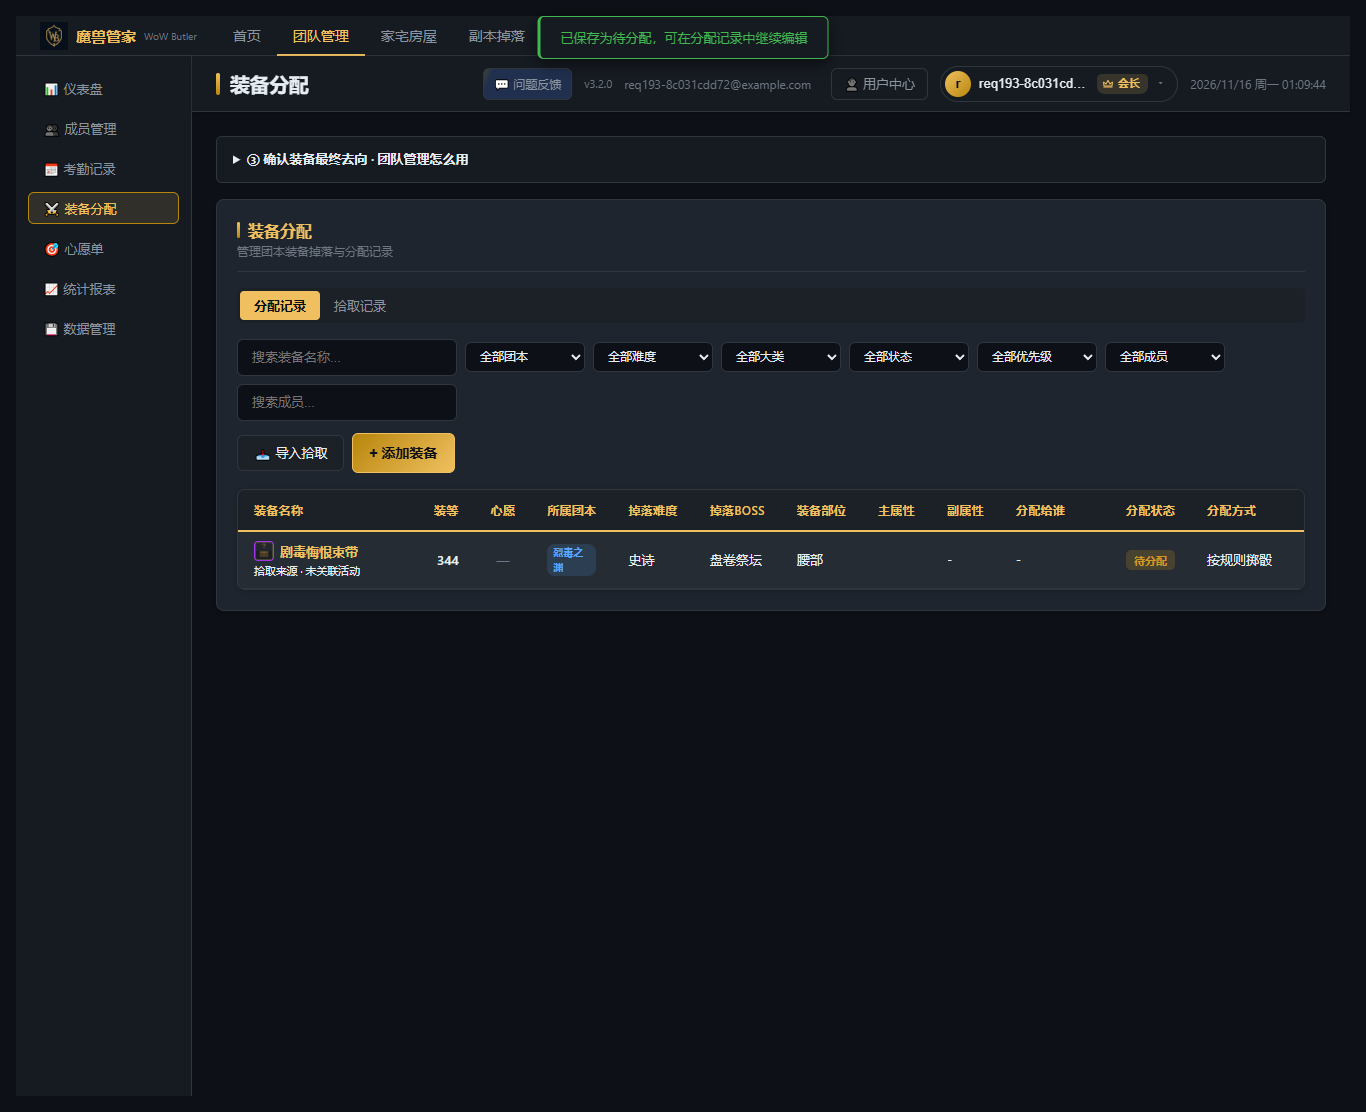 魔兽管家 WoW Butler 首页 团队管理 家宅房屋 副本掉落
已保存为待分配，可在分配记录中继续编辑
仪表盘
成员管理
考勤记录
装备分配
心愿单
统计报表
数据管理
装备分配
问题反馈 v3.2.0 req193-8c031cdd72@example.com 用户中心 r req193-8c031cd... 会长 2026/11/16 周一 01:09:44
▶ ③ 确认装备最终去向 · 团队管理怎么用
装备分配
管理团本装备掉落与分配记录
分配记录 拾取记录
搜索装备名称... 全部团本 全部难度 全部大类 全部状态 全部优先级 全部成员
搜索成员...
导入拾取 + 添加装备
装备名称 装等 心愿 所属团本 掉落难度 掉落BOSS 装备部位 主属性 副属性 分配给谁 分配状态 分配方式
剧毒悔恨束带 344 — 烈毒之渊 史诗 盘卷祭坛 腰部 - - 待分配 按规则掷骰
拾取来源 · 未关联活动